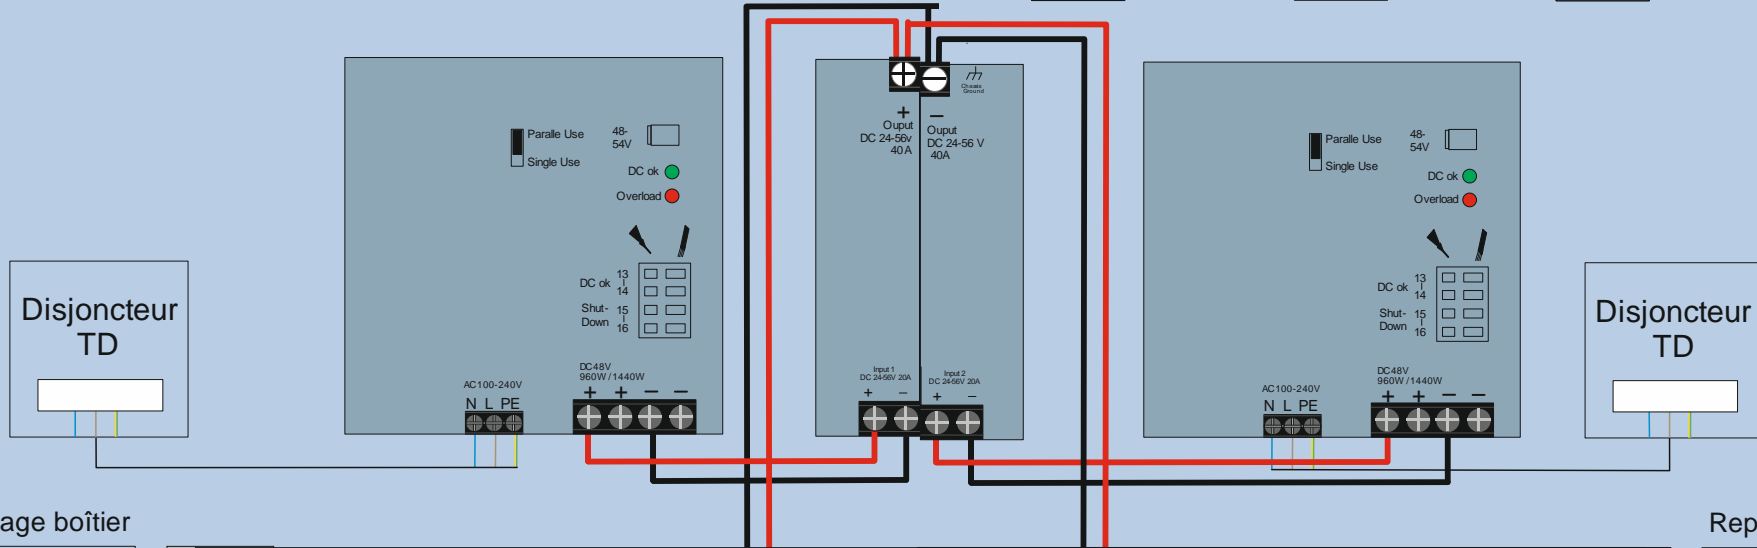 Disjoncteur
TD
Paralle Use
Single Use
48-
54V
DC ok
Overload
DC ok
13
14
Shut-
Down
15
16
AC100-240V
N L PE
DC48V
960W/1440W
+ + − −
+
Ouput
DC 24-56v
40A
−
Ouput
DC 24-56 V
40A
Chassis
Ground
Input 1
DC 24-56V 20A
+ −
Input 2
DC 24-56V 20A
+ −
Paralle Use
Single Use
48-
54V
DC ok
Overload
DC ok
13
14
Shut-
Down
15
16
AC100-240V
N L PE
DC48V
960W/1440W
+ + − −
Disjoncteur
TD
age boîtier
Rep